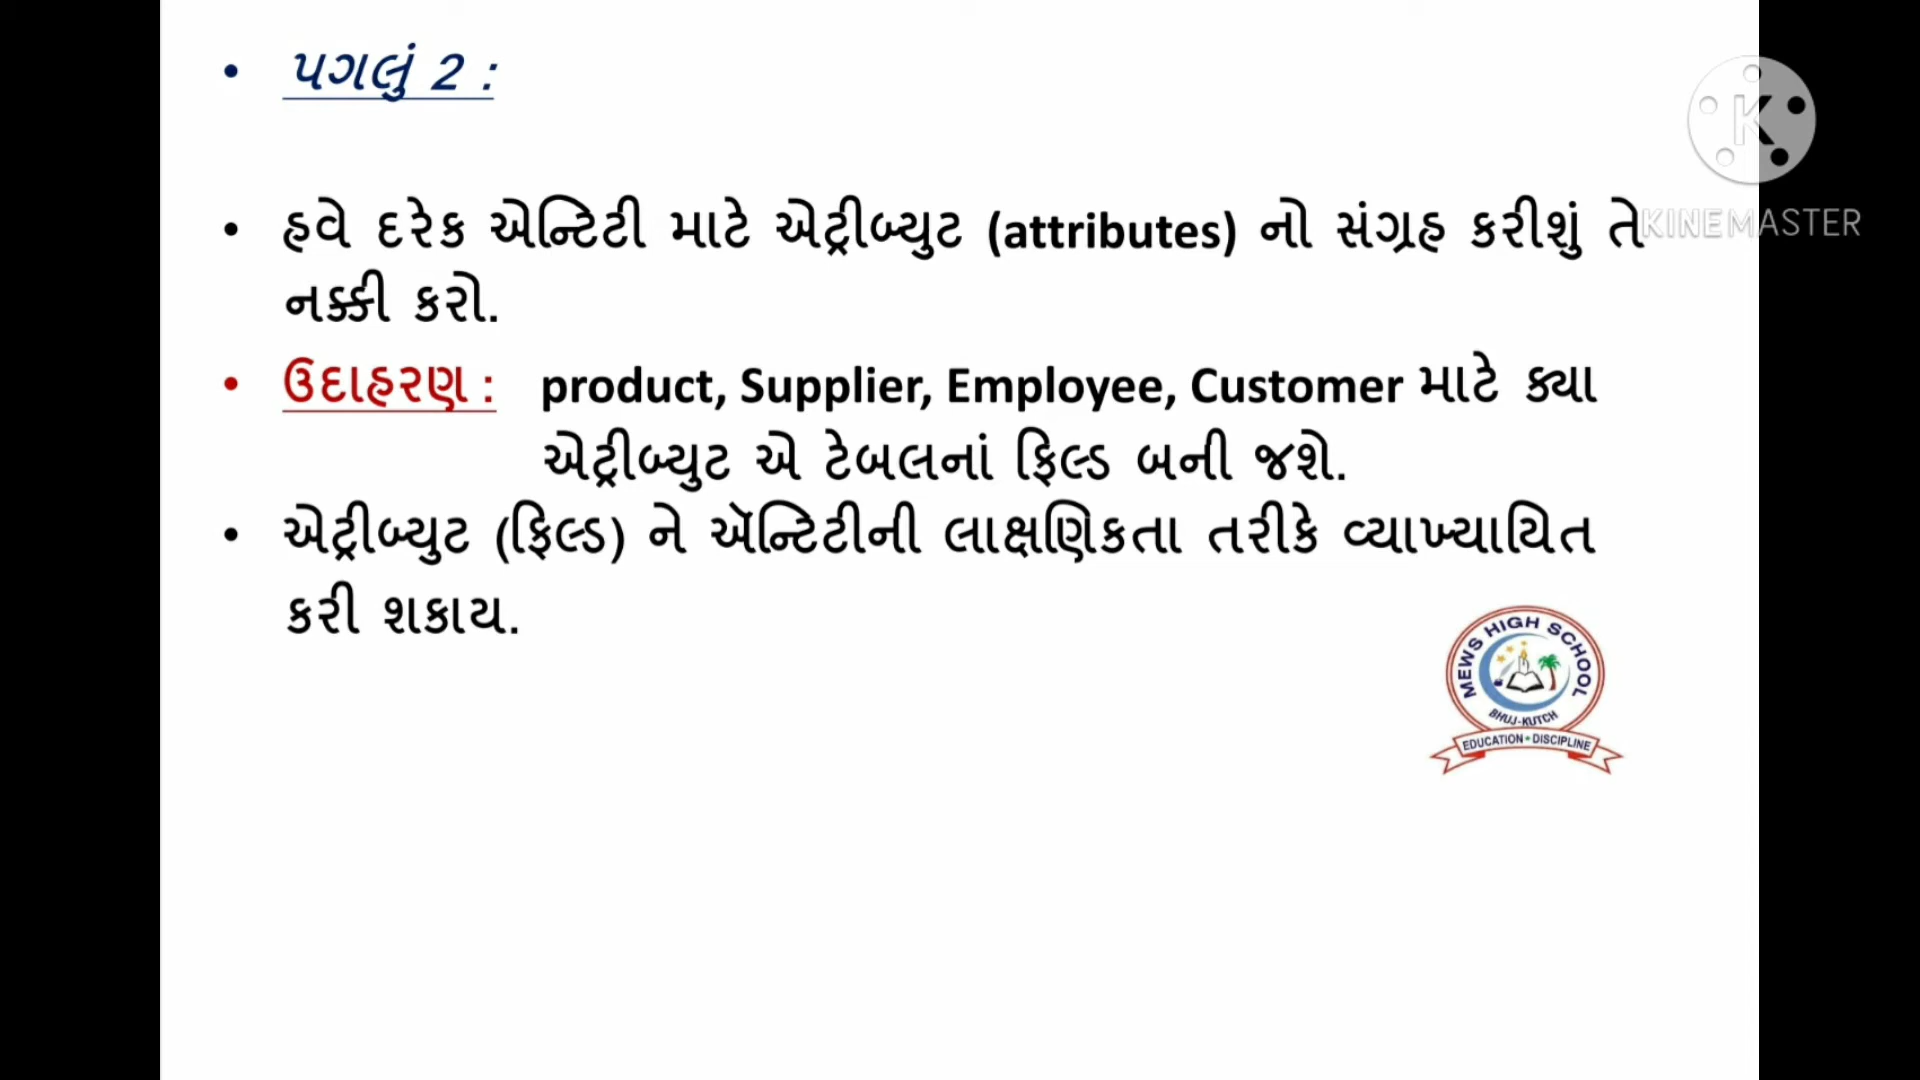 • પગલું 2 :
• હવે દરેક એન્ટિટી માટે એટ્રીબ્યુટ (attributes) નો સંગ્રહ કરીશું તે
નક્કી કરો.
• ઉદાહરણ : product, Supplier, Employee, Customer માટે ક્યા
એટ્રીબ્યુટ એ ટેબલનાં ફિલ્ડ બની જશે.
• એટ્રીબ્યુટ (ફિલ્ડ) ને ઍન્ટિટીની લાક્ષણિકતા તરીકે વ્યાખ્યાયિત
કરી શકાય.
K
KINEMASTER
MEWS HIGH SCHOOL
BHUJ-KUTCH
EDUCATION • DISCIPLINE